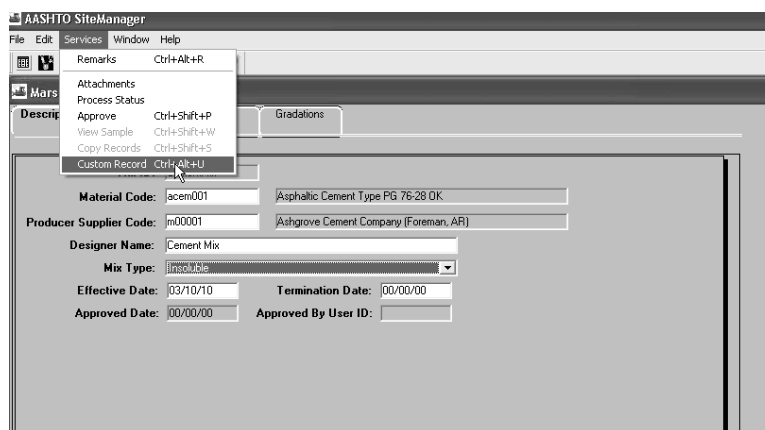 AASHTO SiteManager
File Edit Services Window Help
Remarks Ctrl+Alt+R
Attachments
Process Status
Approve Ctrl+Shift+P
View Sample Ctrl+Shift+W
Copy Records Ctrl+Shift+S
Custom Record Ctrl+Alt+U
Mars
Descrip Gradations
Material Code: acem001 Asphaltic Cement Type PG 76-28 OK
Producer Supplier Code: m00001 Ashgrove Cement Company (Foreman, AR)
Designer Name: Cement Mix
Mix Type: Insoluble
Effective Date: 03/10/10 Termination Date: 00/00/00
Approved Date: 00/00/00 Approved By User ID: